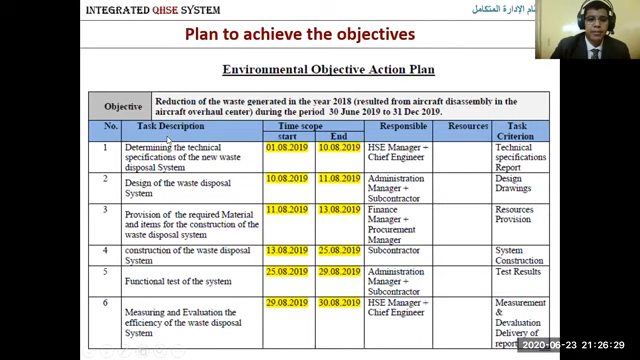 INTEGRATED QHSE SYSTEM
نظام الإدارة المتكامل
Plan to achieve the objectives
Environmental Objective Action Plan
Objective
Reduction of the waste generated in the year 2018 (resulted from aircraft disassembly in the
aircraft overhaul center) during the period 30 June 2019 to 31 Dec 2019.
No. Task Description Time scope Responsible Resources Task
start End Criterion
1 Determining the technical 01.08.2019 10.08.2019 HSE Manager + Technical
specifications of the new waste Chief Engineer specifications
disposal System Report
2 Design of the waste disposal 10.08.2019 11.08.2019 Administration Design
System Manager + Drawings
Subcontractor
3 Provision of the required Material 11.08.2019 13.08.2019 Finance Resources
and items for the construction of the Manager + Provision
waste disposal system Procurement
Manager
4 construction of the waste disposal 13.08.2019 25.08.2019 Subcontractor System
System Construction
5 Functional test of the system 25.08.2019 29.08.2019 Administration Test Results
Manager +
Subcontractor
6 Measuring and Evaluation the 29.08.2019 30.08.2019 HSE Manager + Measurement
efficiency of the waste disposal Chief Engineer &
System Devaluation
Delivery of
report
2020-06-23 21:26:29